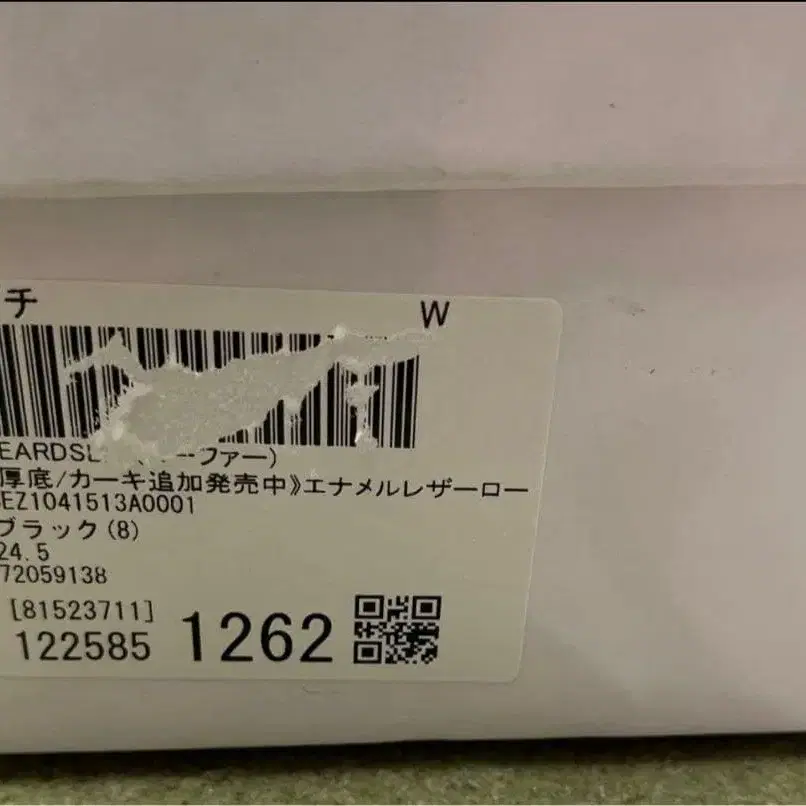 チ
W
EARDSL ーファー)
厚底/カーキ追加発売中》エナメルレザーロー
EZ1041513A0001
ブラック(8)
24.5
72059138
[81523711]
122585 1262